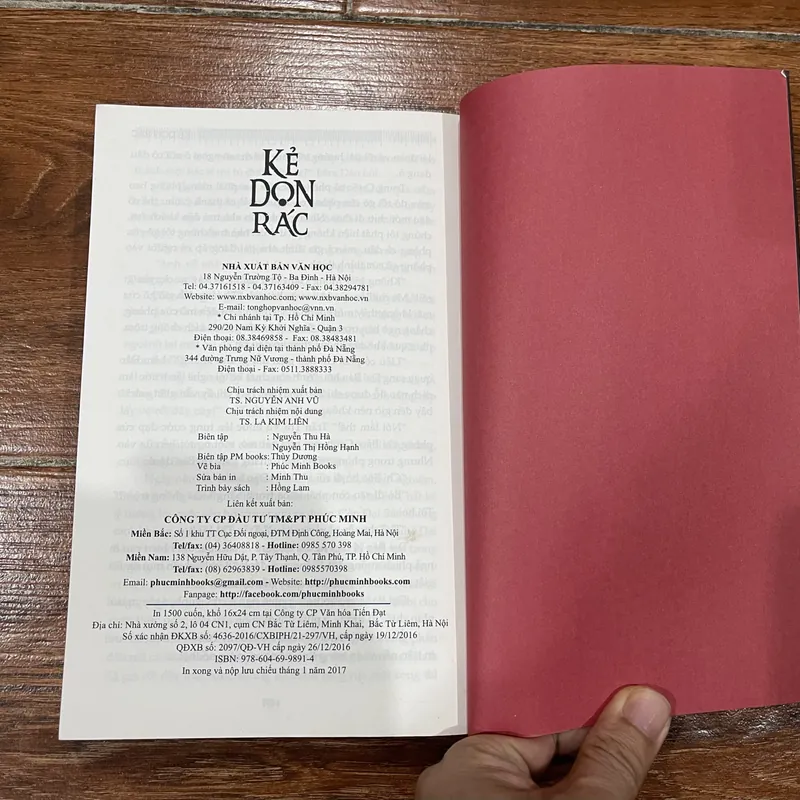 KẺ
DỌN
RÁC
NHÀ XUẤT BẢN VĂN HỌC
18 Nguyễn Trường Tộ - Ba Đình - Hà Nội
Tel: 04.37161518 - 04.37163409 - Fax: 04.38294781
Website: www.nxbvanhoc.com; www.nxbvanhoc.vn
E-mail: tonghopvanhoc@vnn.vn
* Chi nhánh tại Tp. Hồ Chí Minh
290/20 Nam Kỳ Khởi Nghĩa - Quận 3
Điện thoại: 08.38469858 - Fax: 08.38483481
* Văn phòng đại diện tại thành phố Đà Nẵng
344 đường Trưng Nữ Vương - thành phố Đà Nẵng
Điện thoại - Fax: 0511.3888333
Chịu trách nhiệm xuất bản
TS. NGUYỄN ANH VŨ
Chịu trách nhiệm nội dung
TS. LA KIM LIÊN
Biên tập : Nguyễn Thu Hà
Nguyễn Thị Hồng Hạnh
Biên tập PM books: Thùy Dương
Vẽ bìa : Phúc Minh Books
Sửa bản in : Minh Thu
Trình bày sách : Hồng Lam
Liên kết xuất bản:
CÔNG TY CP ĐẦU TƯ TM&PT PHÚC MINH
Miền Bắc: Số 1 khu TT Cục Đối ngoại, ĐTM Định Công, Hoàng Mai, Hà Nội
Tel/fax: (04) 36408818 - Hotline: 0985 570 398
Miền Nam: 138 Nguyễn Hữu Dật, P. Tây Thạnh, Q. Tân Phú, TP. Hồ Chí Minh
Tel/fax: (08) 62963839 - Hotline: 0985570398
Email: phucminhbooks@gmail.com - Website: http://phucminhbooks.com
Fanpage: http://facebook.com/phucminhbooks
In 1500 cuốn, khổ 16x24 cm tại Công ty CP Văn hóa Tiến Đạt
Địa chỉ: Nhà xưởng số 2, lô 04 CN1, cụm CN Bắc Từ Liêm, Minh Khai, Bắc Từ Liêm, Hà Nội
Số xác nhận ĐKXB số: 4636-2016/CXBIPH/21-297/VH, cấp ngày 19/12/2016
QĐXB số: 2097/QĐ-VH cấp ngày 26/12/2016
ISBN: 978-604-69-9891-4
In xong và nộp lưu chiểu tháng 1 năm 2017